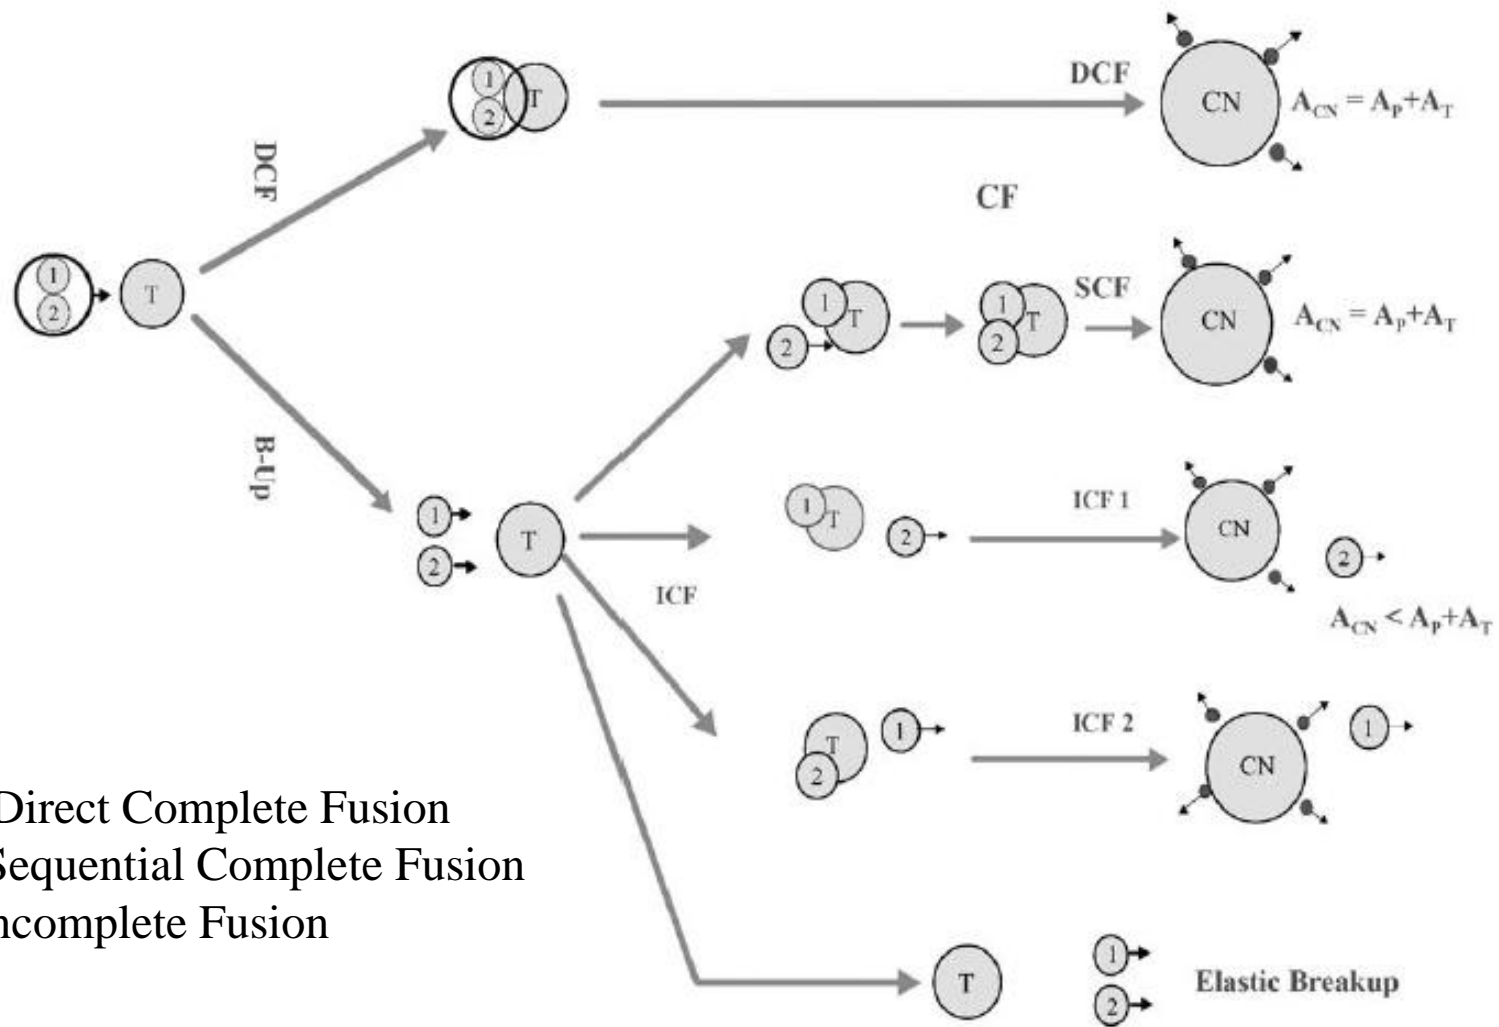 DCF
CN
A_CN = A_P+A_T
1
2
T
DCF
CF
1
2
T
1
2
T
1
2
T
SCF
CN
A_CN = A_P+A_T
B-Up
1
2
T
ICF
1
T
2
ICF 1
CN
2
A_CN < A_P+A_T
T
2
1
ICF 2
CN
1
Direct Complete Fusion
Sequential Complete Fusion
ncomplete Fusion
T
1
2
Elastic Breakup